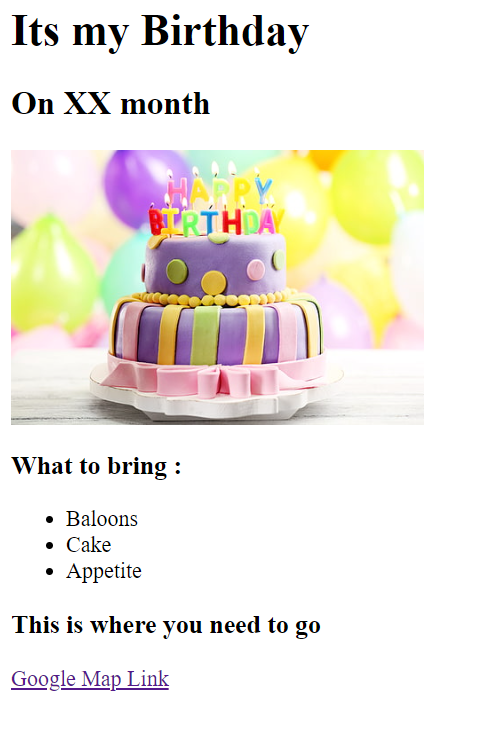 Its my Birthday
On XX month
HAPPY
BIRTHDAY
What to bring :
Baloons
Cake
Appetite
This is where you need to go
Google Map Link